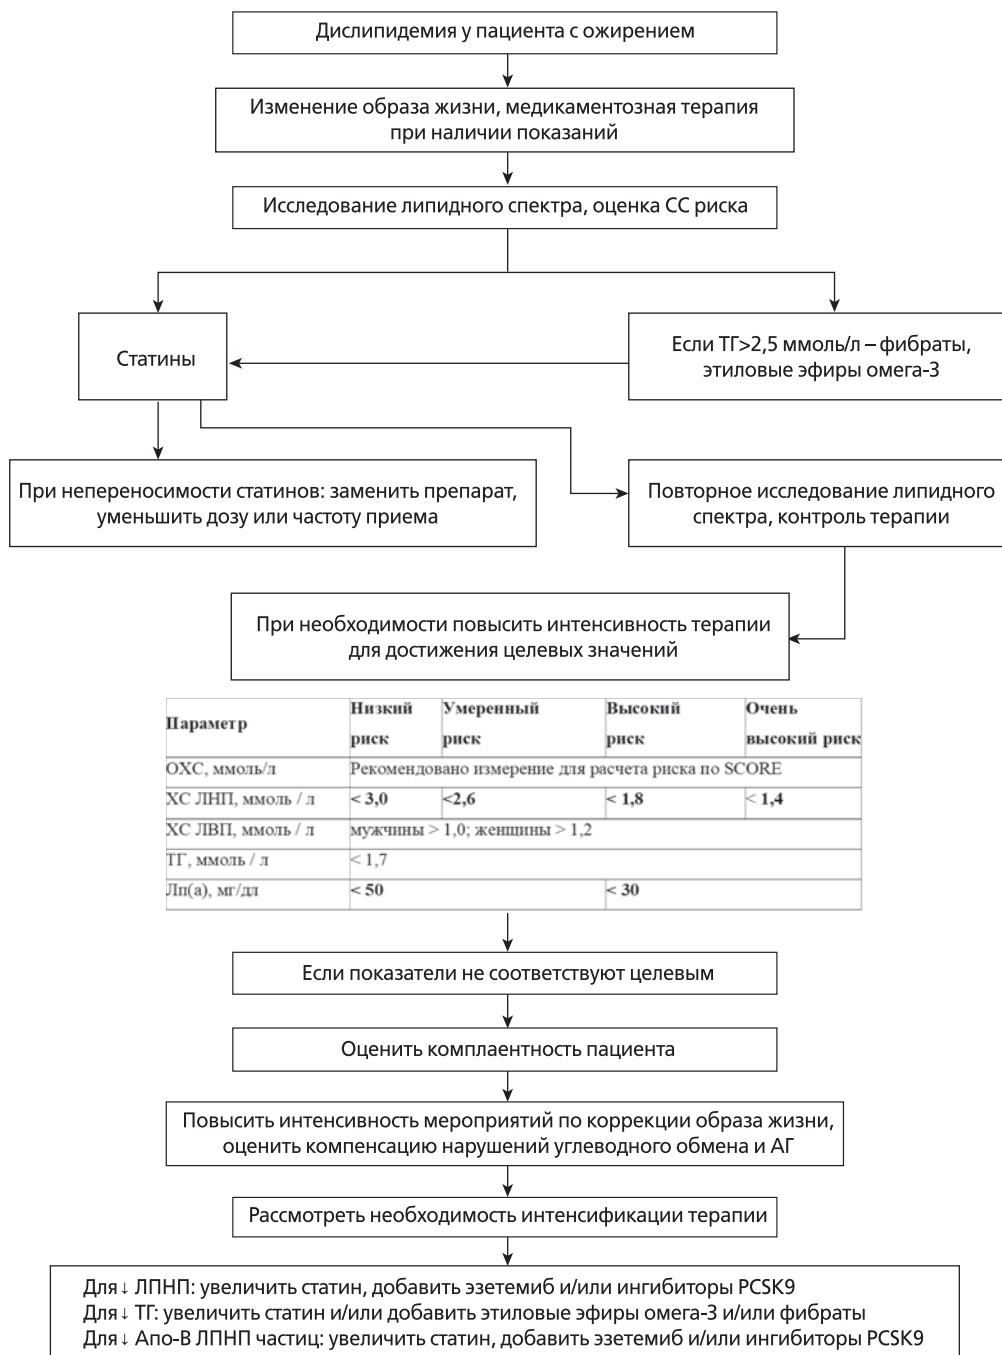 Дислипидемия у пациента с ожирением
Изменение образа жизни, медикаментозная терапия
при наличии показаний
Исследование липидного спектра, оценка СС риска
Статины
Если ТГ>2,5 ммоль/л – фибраты,
этиловые эфиры омега-3
При непереносимости статинов: заменить препарат,
уменьшить дозу или частоту приема
Повторное исследование липидного
спектра, контроль терапии
При необходимости повысить интенсивность терапии
для достижения целевых значений
Параметр Низкий риск Умеренный риск Высокий риск Очень высокий риск
ОХС, ммоль/л Рекомендовано измерение для расчета риска по SCORE
ХС ЛНП, ммоль / л < 3,0 <2,6 < 1,8 < 1,4
ХС ЛВП, ммоль / л мужчины > 1,0; женщины > 1,2
ТГ, ммоль / л < 1,7
Лп(а), мг/дл < 50 < 30
Если показатели не соответствуют целевым
Оценить комплаентность пациента
Повысить интенсивность мероприятий по коррекции образа жизни,
оценить компенсацию нарушений углеводного обмена и АГ
Рассмотреть необходимость интенсификации терапии
Для↓ ЛПНП: увеличить статин, добавить эзетемиб и/или ингибиторы PCSK9
Для↓ ТГ: увеличить статин и/или добавить этиловые эфиры омега-3 и/или фибраты
Для↓ Апо-В ЛПНП частиц: увеличить статин, добавить эзетемиб и/или ингибиторы PCSK9